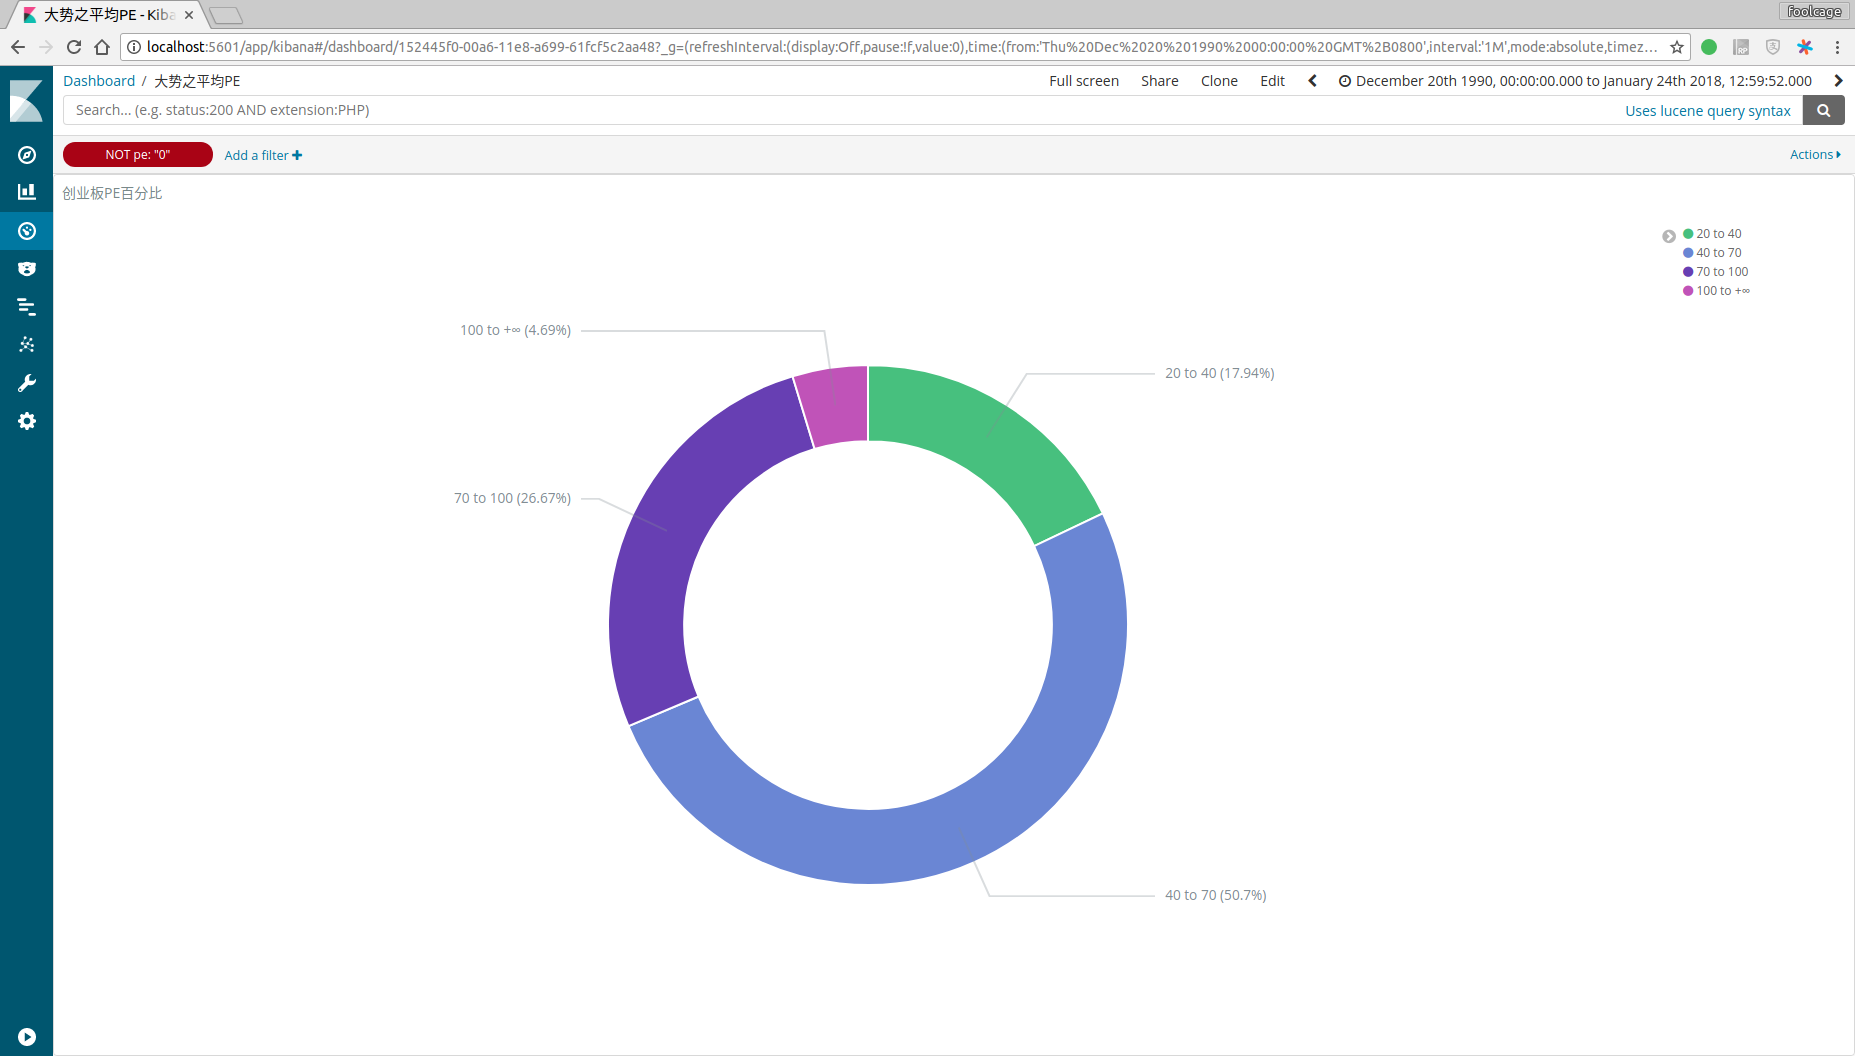 大势之平均PE - Kiba
foolcage
localhost:5601/app/kibana#/dashboard/152445f0-00a6-11e8-a699-61fcf5c2aa48?_g=(refreshInterval:(display:Off,pause:!f,value:0),time:(from:'Thu%20Dec%2020%201990%2000:00:00%20GMT%2B0800',interval:'1M',mode:absolute,timez...
Dashboard / 大势之平均PE
Full screen Share Clone Edit December 20th 1990, 00:00:00.000 to January 24th 2018, 12:59:52.000
Search... (e.g. status:200 AND extension:PHP)
Uses lucene query syntax
NOT pe: "0"
Add a filter
Actions
创业板PE百分比
20 to 40
40 to 70
70 to 100
100 to +∞
100 to +∞ (4.69%)
20 to 40 (17.94%)
70 to 100 (26.67%)
40 to 70 (50.7%)